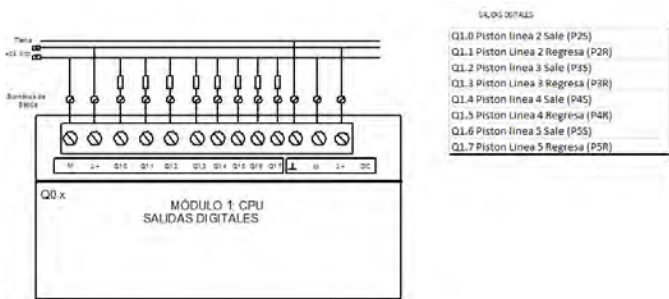 Tierra
Borneras de
Salida
M L+ Q1.0 Q1.1 Q1.2 Q1.3 Q1.4 Q1.5 Q1.6 Q1.7 L+ DC
Q0.x
MÓDULO 1: CPU
SALIDAS DIGITALES
SALIDAS DIGITALES
Q1.0 Piston linea 2 Sale (P2S)
Q1.1 Piston Linea 2 Regresa (P2R)
Q1.2 Piston linea 3 Sale (P3S)
Q1.3 Piston Linea 3 Regresa (P3R)
Q1.4 Piston linea 4 Sale (P4S)
Q1.5 Piston Linea 4 Regresa (P4R)
Q1.6 Piston linea 5 Sale (P5S)
Q1.7 Piston Linea 5 Regresa (P5R)